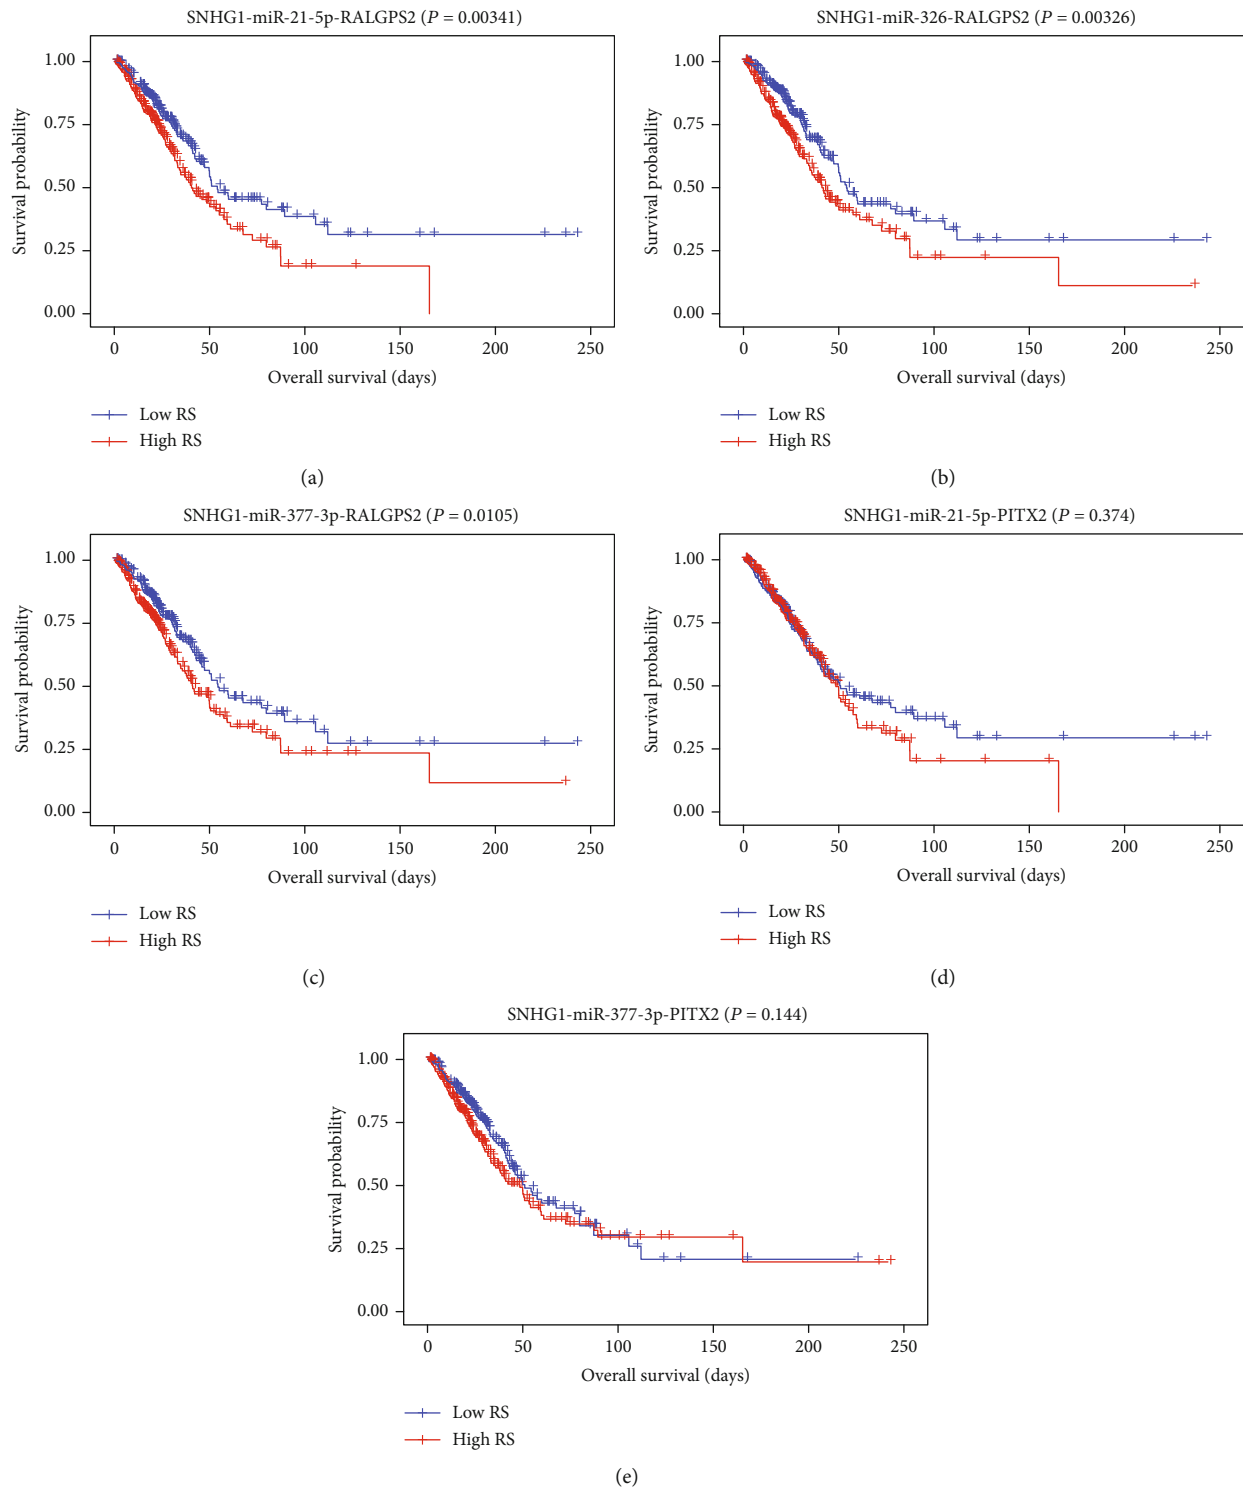 SNHG1-miR-21-5p-RALGPS2 (P = 0.00341)
1.00
0.75
0.50
0.25
0.00
Survival probability
0 50 100 150 200 250
Overall survival (days)
Low RS
High RS
(a)
SNHG1-miR-326-RALGPS2 (P = 0.00326)
1.00
0.75
0.50
0.25
0.00
Survival probability
0 50 100 150 200 250
Overall survival (days)
Low RS
High RS
(b)
SNHG1-miR-377-3p-RALGPS2 (P = 0.0105)
1.00
0.75
0.50
0.25
0.00
Survival probability
0 50 100 150 200 250
Overall survival (days)
Low RS
High RS
(c)
SNHG1-miR-21-5p-PITX2 (P = 0.374)
1.00
0.75
0.50
0.25
0.00
Survival probability
0 50 100 150 200 250
Overall survival (days)
Low RS
High RS
(d)
SNHG1-miR-377-3p-PITX2 (P = 0.144)
1.00
0.75
0.50
0.25
0.00
Survival probability
0 50 100 150 200 250
Overall survival (days)
Low RS
High RS
(e)